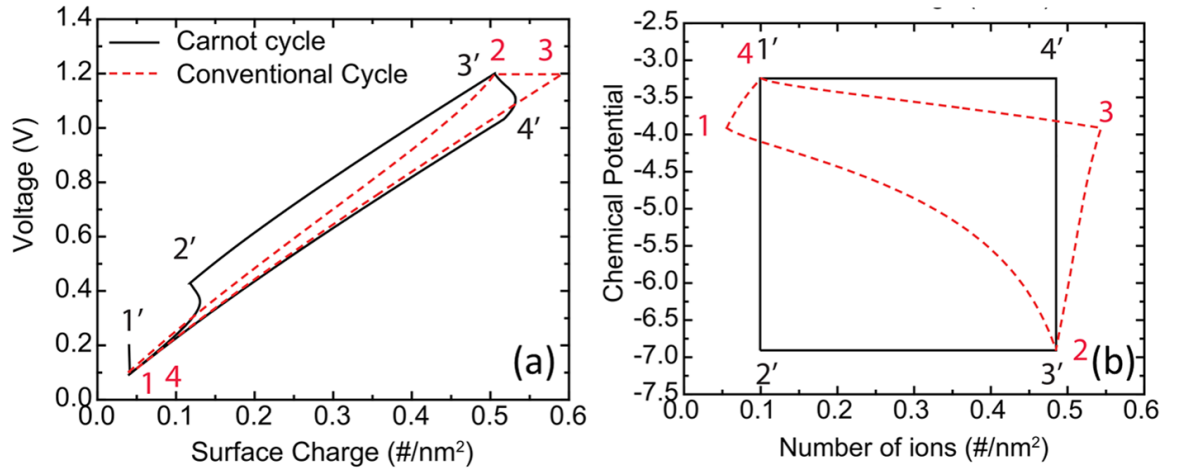 Voltage (V)
1.4
1.2
1.0
0.8
0.6
0.4
0.2
0.0
Carnot cycle
Conventional Cycle
3′ 2 3
4′
2′
1′
1 4
(a)
0.0 0.1 0.2 0.3 0.4 0.5 0.6
Surface Charge (#/nm²)
Chemical Potential
-2.5
-3.0
-3.5
-4.0
-4.5
-5.0
-5.5
-6.0
-6.5
-7.0
-7.5
4 1′ 4′
1 3
2′ 3′ 2
(b)
0.0 0.1 0.2 0.3 0.4 0.5 0.6
Number of ions (#/nm²)